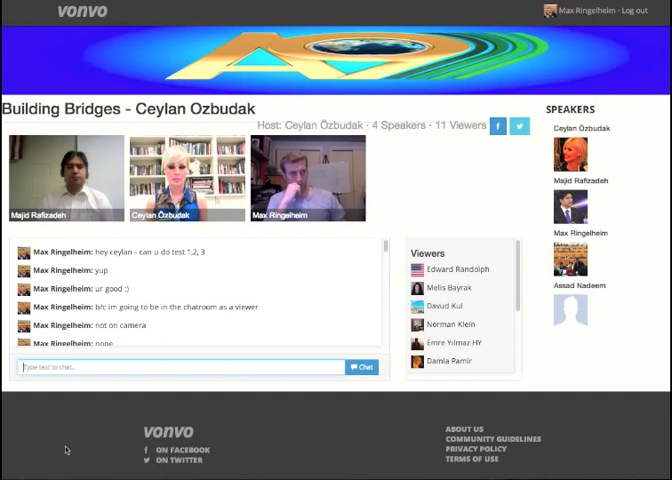 vonvo
Max Ringelheim - Log out
A9
Building Bridges - Ceylan Ozbudak
Host: Ceylan Özbudak · 4 Speakers · 11 Viewers
SPEAKERS
Ceylan Özbudak
Majid Rafizadeh
Max Ringelheim
Assad Nadeem
Majid Rafizadeh
Ceylan Özbudak
Max Ringelheim
Max Ringelheim: hey ceylan - can u do test 1,2, 3
Max Ringelheim: yup
Max Ringelheim: ur good :)
Max Ringelheim: b/c im going to be in the chatroom as a viewer
Max Ringelheim: not on camera
Max Ringelheim: nope
Type text to chat..
Chat
Viewers
Edward Randolph
Melis Bayrak
Davud Kul
Norman Klein
Emre Yılmaz HY
Damla Pamir
vonvo
ON FACEBOOK
ON TWITTER
ABOUT US
COMMUNITY GUIDELINES
PRIVACY POLICY
TERMS OF USE